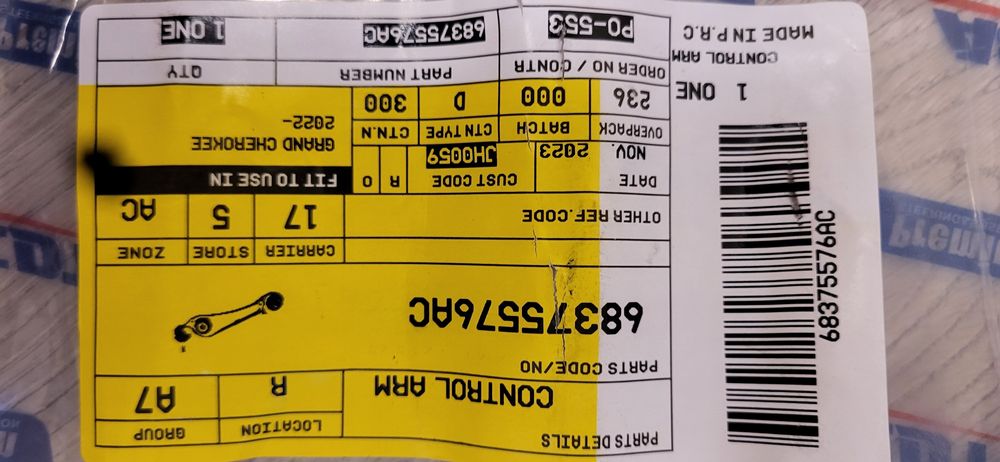 PARTS DETAILS
CONTROL ARM
LOCATION
GROUP
R
A7
PARTS CODE/NO
68375576AC
CARRIER
STORE
ZONE
OTHER REF.CODE
17
5
AC
DATE
NOV. 2023
CUST CODE
JH0059
R
0
FIT TO USE IN
GRAND CHEROKEE
2022-
OVERPACK
BATCH
CTN TYPE
CTN.N
236
000
D
300
ORDER NO / CONTR
PART NUMBER
QTY
PO-553
68375576AC
1 ONE
68375576AC
1 ONE
CONTROL ARM
MADE IN P.R.C
Premi